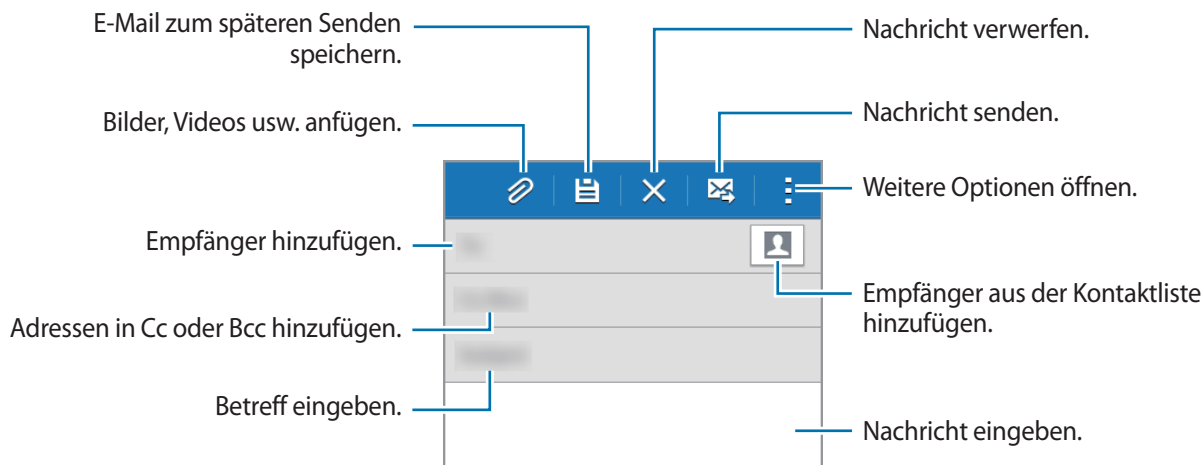 E-Mail zum späteren Senden
speichern.
Bilder, Videos usw. anfügen.
Empfänger hinzufügen.
Adressen in Cc oder Bcc hinzufügen.
Betreff eingeben.
Nachricht verwerfen.
Nachricht senden.
Weitere Optionen öffnen.
Empfänger aus der Kontaktliste
hinzufügen.
Nachricht eingeben.